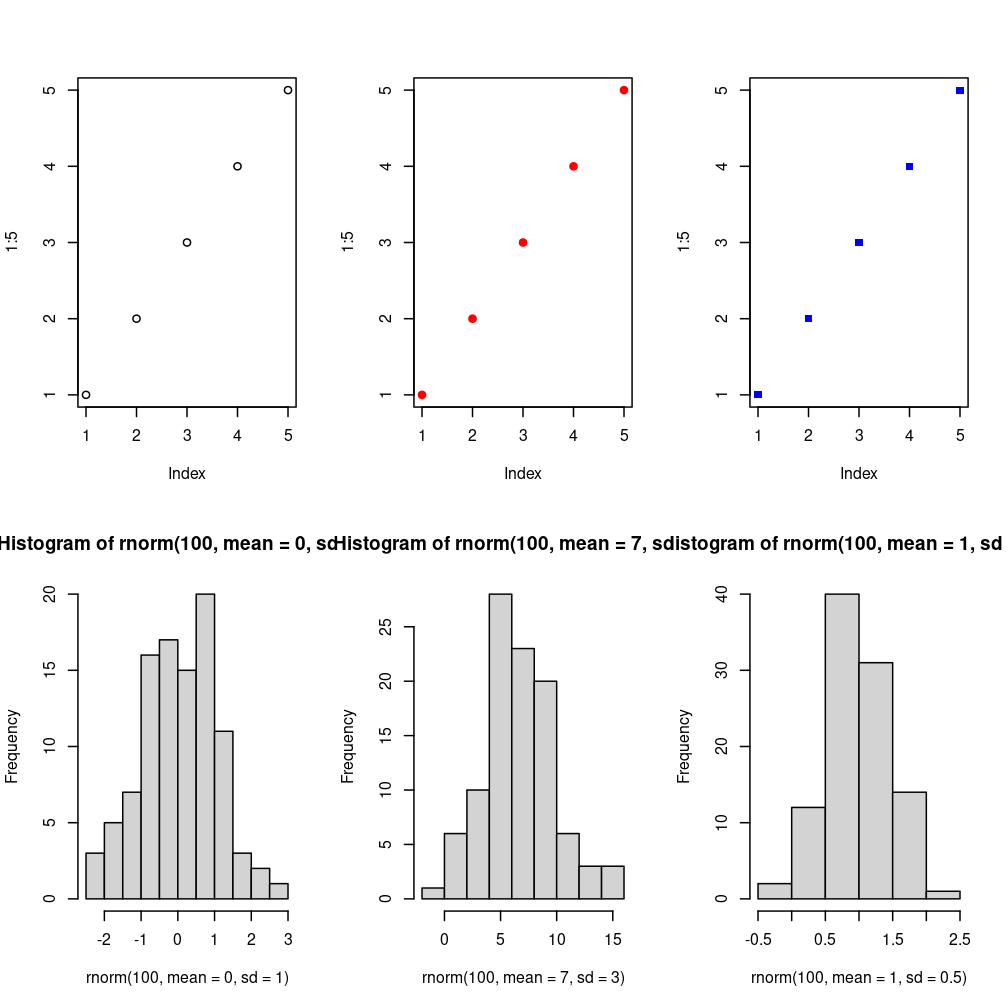 1:5
5
4
3
2
1
1 2 3 4 5
Index
1:5
5
4
3
2
1
1 2 3 4 5
Index
1:5
5
4
3
2
1
1 2 3 4 5
Index
Histogram of rnorm(100, mean = 0, sd
Frequency
20
15
10
5
0
-2 -1 0 1 2 3
rnorm(100, mean = 0, sd = 1)
Histogram of rnorm(100, mean = 7, sd
Frequency
25
20
15
10
5
0
0 5 10 15
rnorm(100, mean = 7, sd = 3)
istogram of rnorm(100, mean = 1, sd
Frequency
40
30
20
10
0
-0.5 0.5 1.5 2.5
rnorm(100, mean = 1, sd = 0.5)